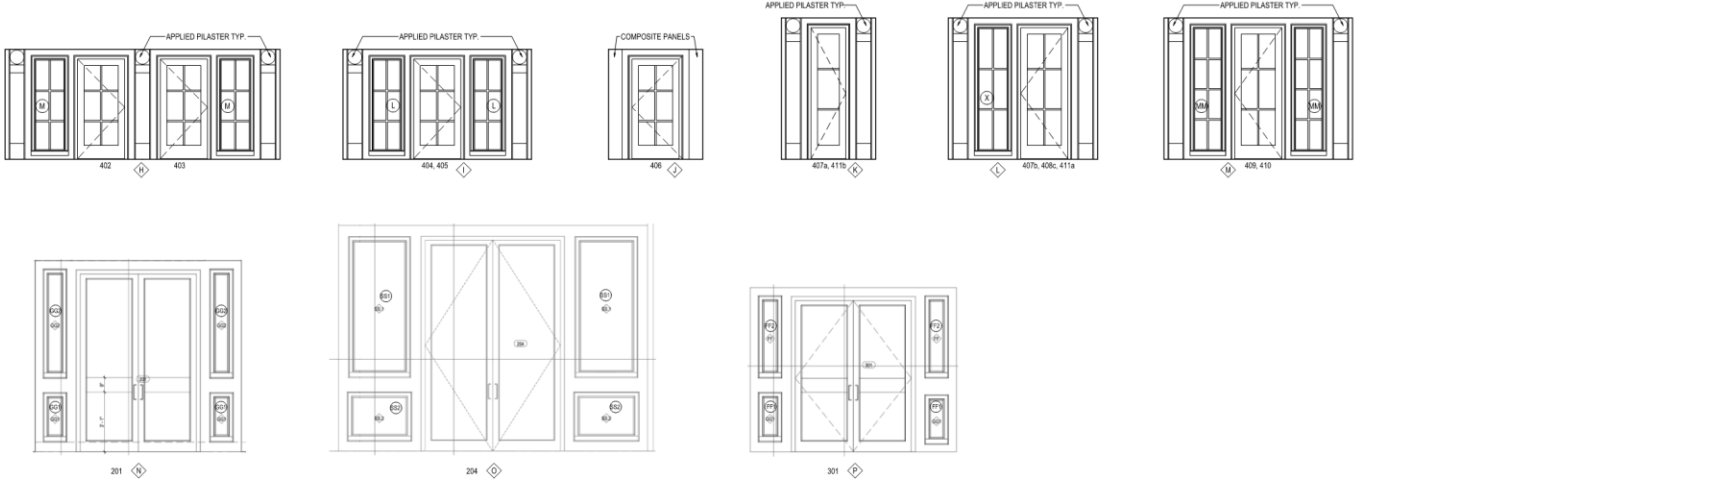 APPLIED PILASTER TYP.
APPLIED PILASTER TYP.
COMPOSITE PANELS
APPLIED PILASTER TYP.
APPLIED PILASTER TYP.
APPLIED PILASTER TYP.
M M
L L
X
MM MM
402 403
H
404, 405
I
406
J
407a, 411b
K
407b, 408c, 411a
L
409, 410
M
GG2 GG2
GG1 GG1
201
N
SS1 SS1
204
SS2 SS2
204
O
FF2 FF2
301
301
P